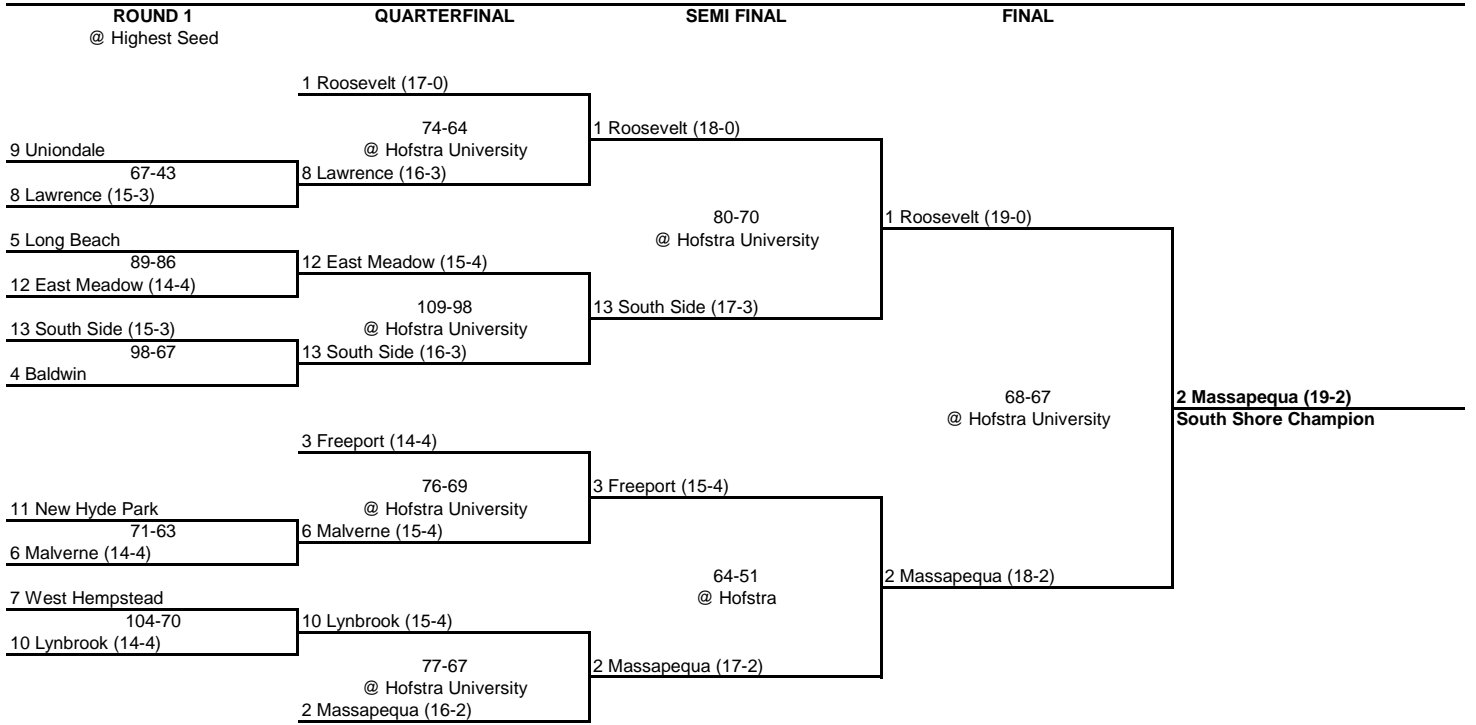 ROUND 1
QUARTERFINAL
SEMI FINAL
FINAL
@ Highest Seed
1 Roosevelt (17-0)
74-64
@ Hofstra University
1 Roosevelt (18-0)
9 Uniondale
67-43
8 Lawrence (16-3)
8 Lawrence (15-3)
80-70
@ Hofstra University
1 Roosevelt (19-0)
5 Long Beach
89-86
12 East Meadow (15-4)
12 East Meadow (14-4)
109-98
@ Hofstra University
13 South Side (17-3)
13 South Side (15-3)
98-67
13 South Side (16-3)
4 Baldwin
68-67
@ Hofstra University
2 Massapequa (19-2)
South Shore Champion
3 Freeport (14-4)
76-69
@ Hofstra University
3 Freeport (15-4)
11 New Hyde Park
71-63
6 Malverne (15-4)
6 Malverne (14-4)
64-51
@ Hofstra
2 Massapequa (18-2)
7 West Hempstead
104-70
10 Lynbrook (15-4)
10 Lynbrook (14-4)
77-67
@ Hofstra University
2 Massapequa (17-2)
2 Massapequa (16-2)